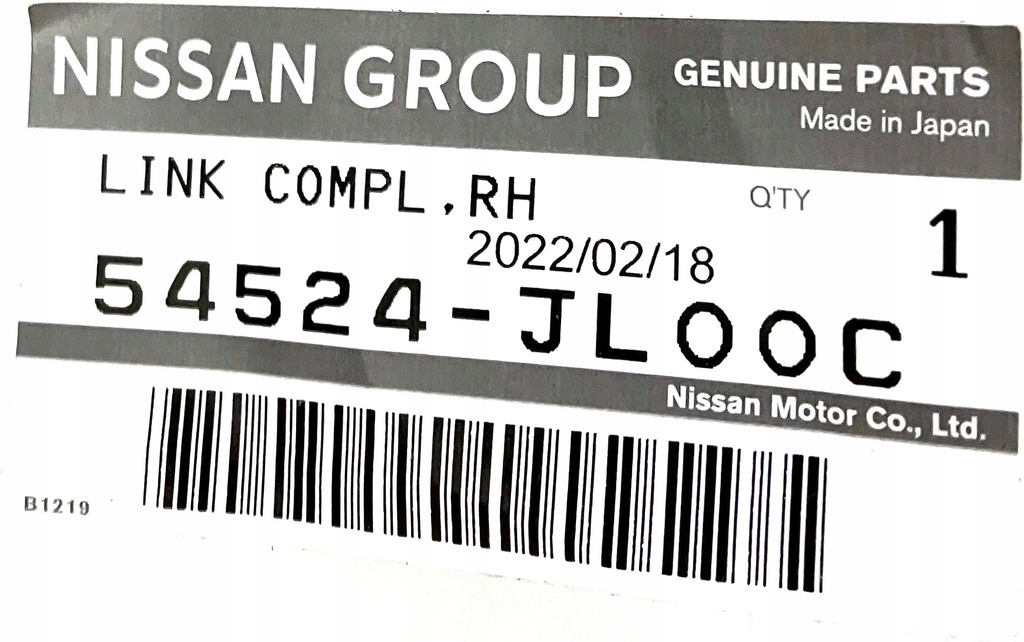 NISSAN GROUP GENUINE PARTS
Made in Japan
LINK COMPL,RH Q'TY 1
2022/02/18
54524-JL00C
Nissan Motor Co., Ltd.
B1219